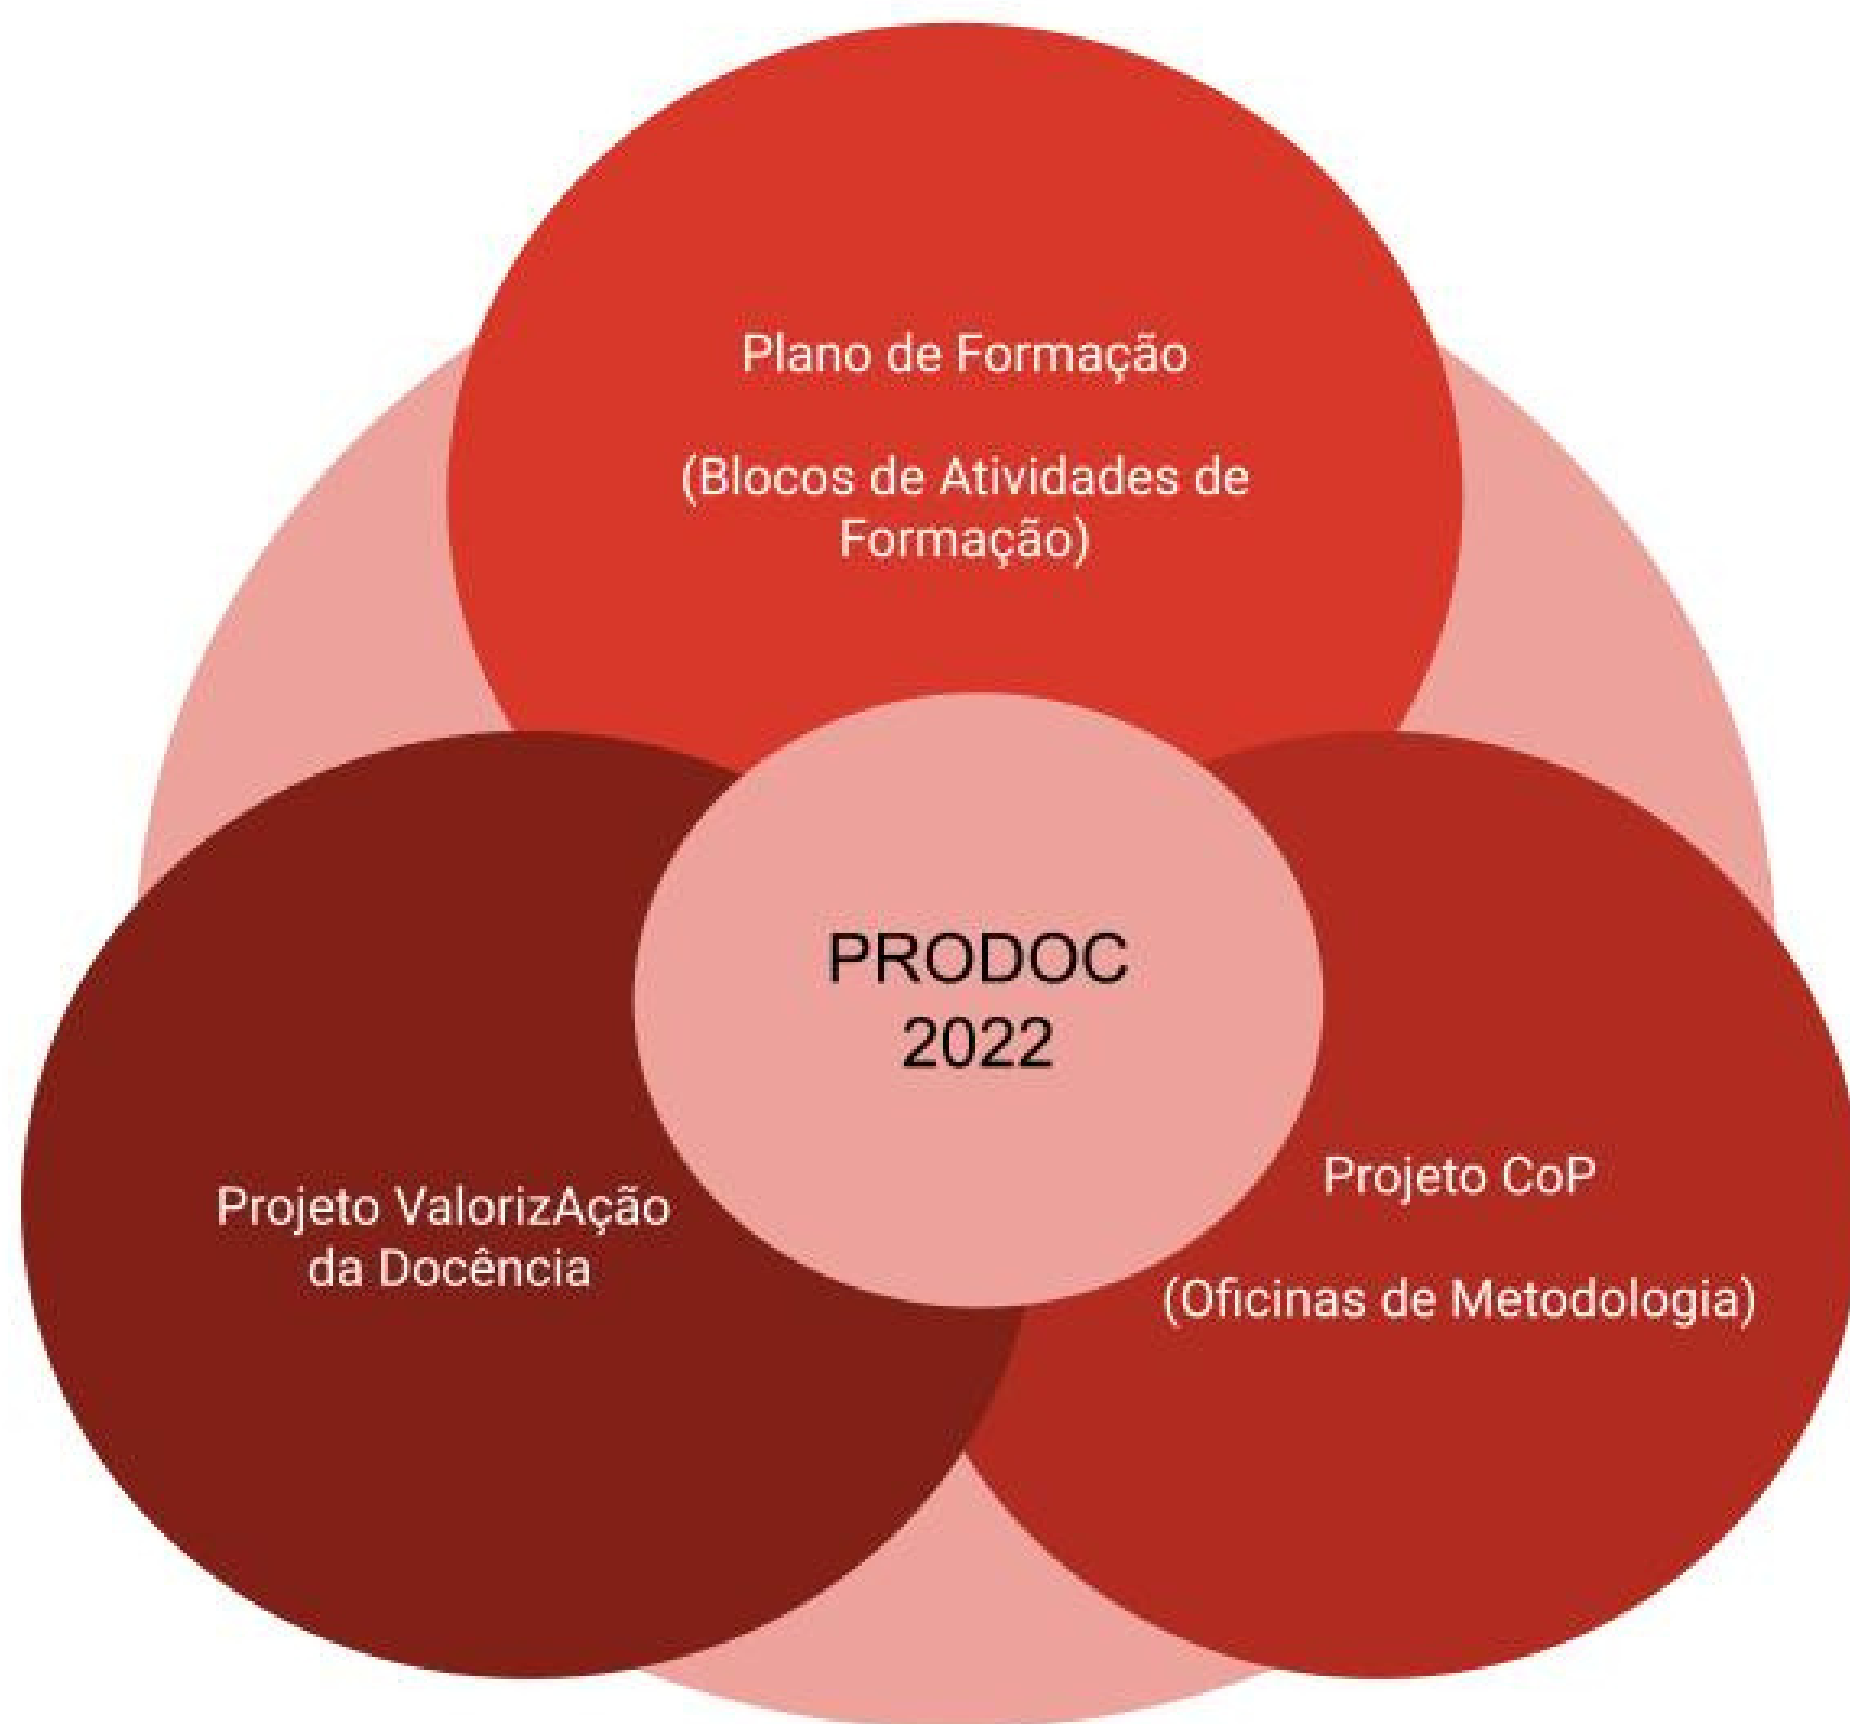 Plano de Formação
(Blocos de Atividades de
Formação)
PRODOC
2022
Projeto ValorizAção
da Docência
Projeto CoP
(Oficinas de Metodologia)